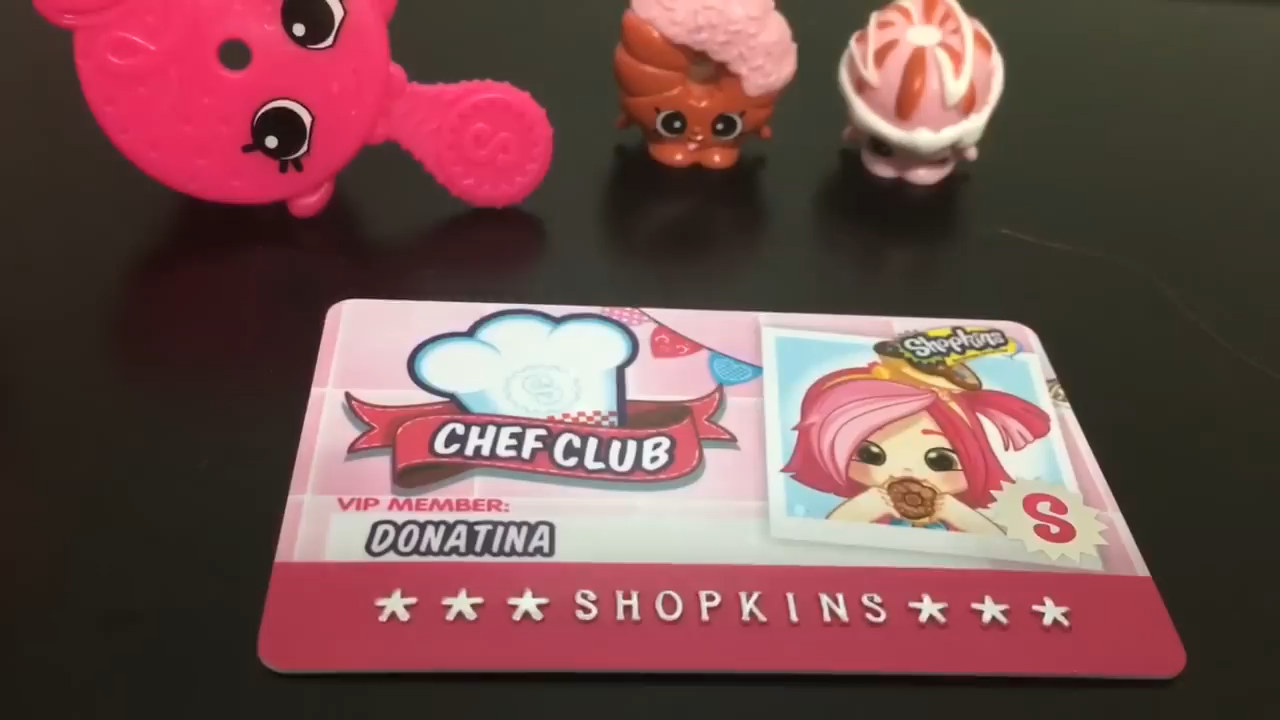 Shopkins
CHEF CLUB
VIP MEMBER:
DONATINA
S
★ ★ ★ SHOPKINS ★ ★ ★
S
S